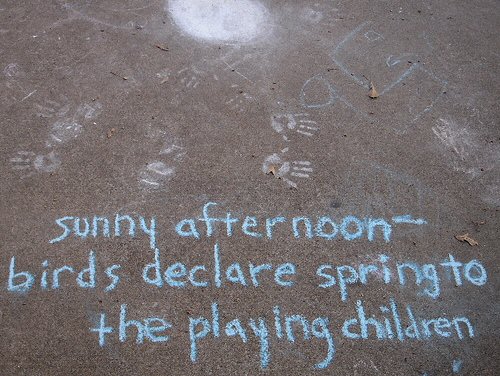 sunny afternoon~
birds declare spring to
the playing children